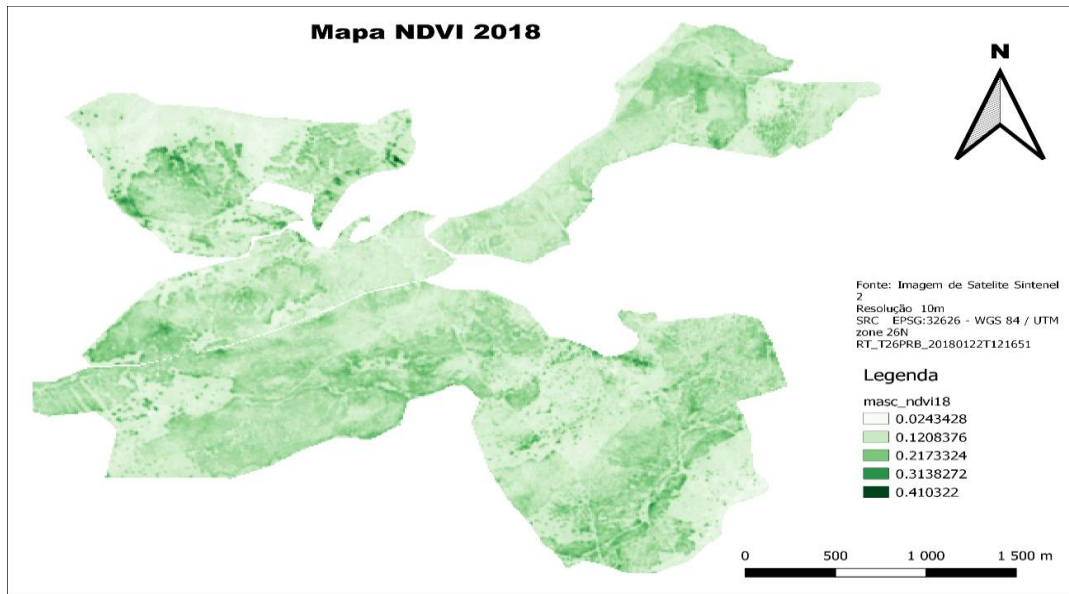 Mapa NDVI 2018
N
Fonte: Imagem de Satelite Sintenel
2
Resolução 10m
SRC EPSG:32626 - WGS 84 / UTM
zone 26N
RT_T26PRB_20180122T121651
Legenda
masc_ndvi18
0.0243428
0.1208376
0.2173324
0.3138272
0.410322
0 500 1 000 1 500 m